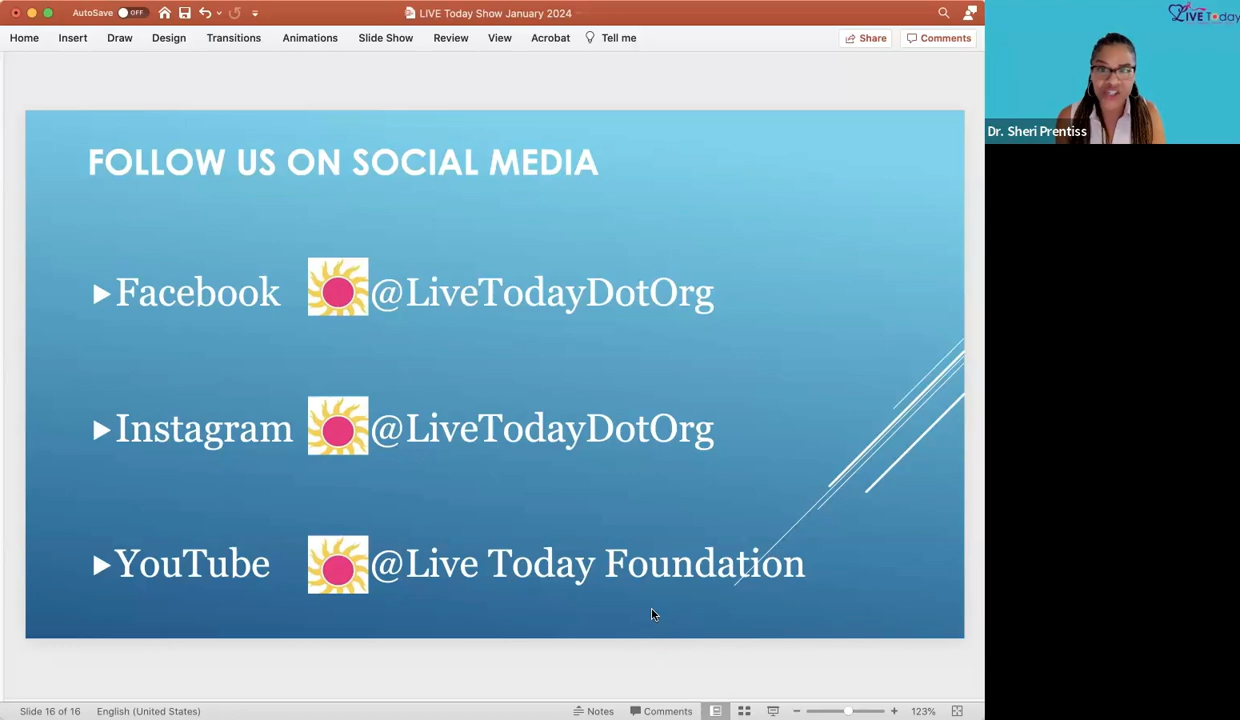 AutoSave OFF
LIVE Today Show January 2024
Home Insert Draw Design Transitions Animations Slide Show Review View Acrobat Tell me Share Comments
LIVE Today
Dr. Sheri Prentiss
FOLLOW US ON SOCIAL MEDIA
Facebook @LiveTodayDotOrg
Instagram @LiveTodayDotOrg
YouTube @Live Today Foundation
Slide 16 of 16 English (United States) Notes Comments 123%